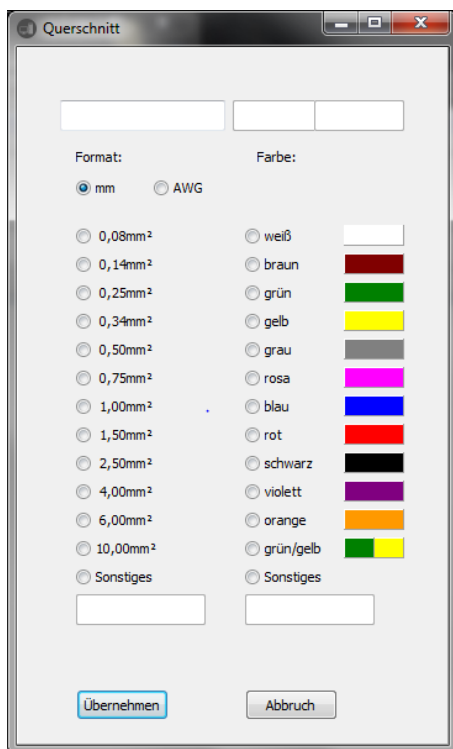 Querschnitt
Format: Farbe:
mm AWG
0,08mm² weiß
0,14mm² braun
0,25mm² grün
0,34mm² gelb
0,50mm² grau
0,75mm² rosa
1,00mm² blau
1,50mm² rot
2,50mm² schwarz
4,00mm² violett
6,00mm² orange
10,00mm² grün/gelb
Sonstiges Sonstiges
Übernehmen Abbruch